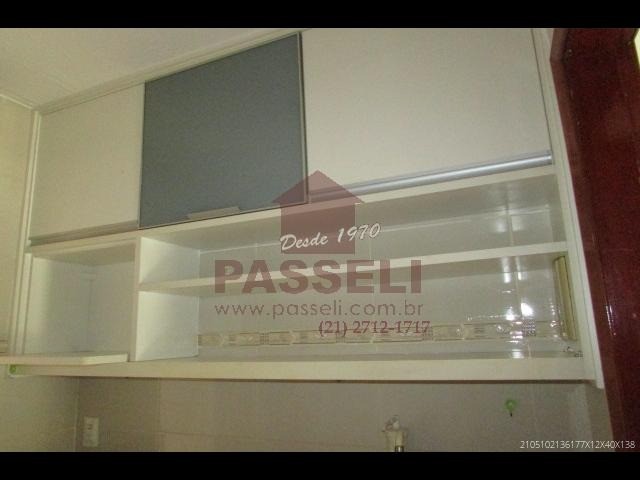 Desde 1970
PASSELI
www.passeli.com.br
(21) 2712-1717
2105102136177X12X40X138